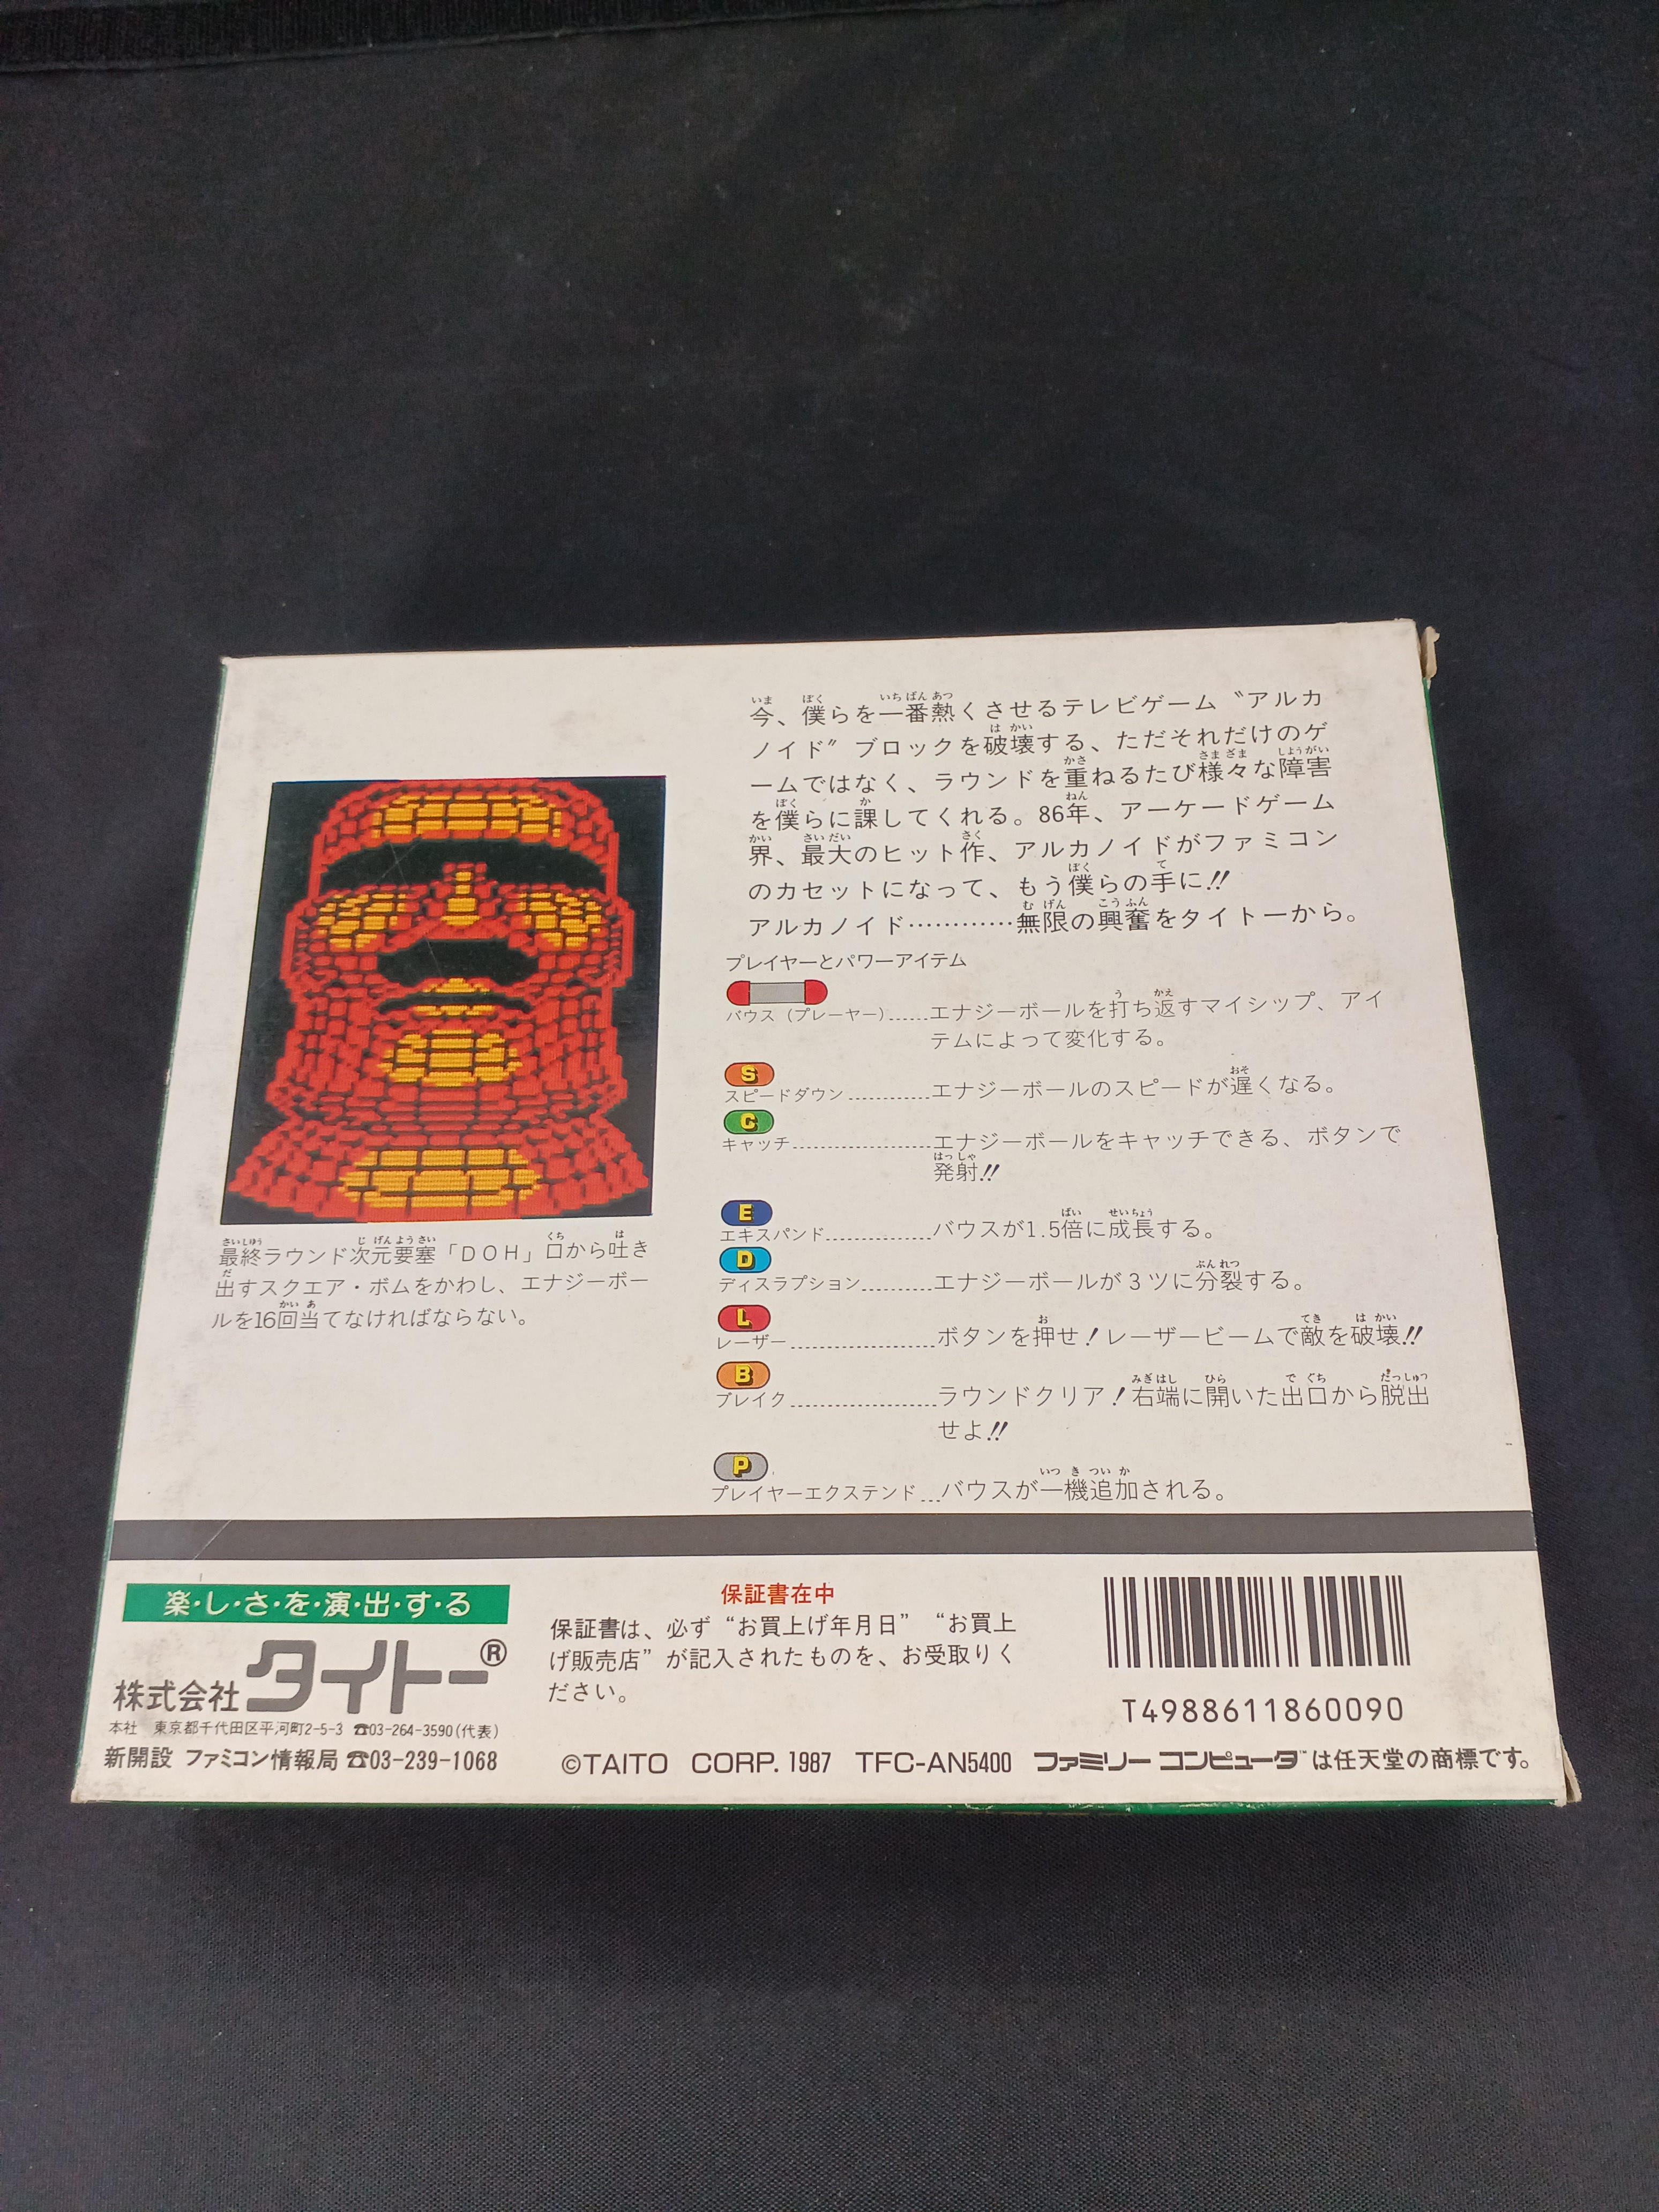 今、僕らを一番熱くさせるテレビゲーム〝アルカ
ノイド〞ブロックを破壊する、ただそれだけのゲ
ームではなく、ラウンドを重ねるたび様々な障害
を僕らに課してくれる。86年、アーケードゲーム
界、最大のヒット作、アルカノイドがファミコン
のカセットになって、もう僕らの手に!!
アルカノイド…………無限の興奮をタイトーから。
プレイヤーとパワーアイテム
バウス（プレーヤー）……エナジーボールを打ち返すマイシップ、アイ
テムによって変化する。
S
スピードダウン…………エナジーボールのスピードが遅くなる。
C
キャッチ…………………エナジーボールをキャッチできる、ボタンで
発射!!
E
エキスパンド……………バウスが1.5倍に成長する。
D
ディスラプション………エナジーボールが3ツに分裂する。
L
レーザー…………………ボタンを押せ！レーザービームで敵を破壊!!
B
ブレイク…………………ラウンドクリア！右端に開いた出口から脱出
せよ!!
P
プレイヤーエクステンド…バウスが一機追加される。
最終ラウンド次元要塞「DOH」口から吐き
出すスクエア・ボムをかわし、エナジーボー
ルを16回当てなければならない。
楽・し・さ・を・演・出・す・る
株式会社タイトー®
本社 東京都千代田区平河町2-5-3 ☎03-264-3590(代表)
新開設 ファミコン情報局 ☎03-239-1068
保証書在中
保証書は、必ず“お買上げ年月日”“お買上
げ販売店”が記入されたものを、お受取りく
ださい。
T4988611860090
©TAITO CORP. 1987 TFC-AN5400 ファミリーコンピュータ™は任天堂の商標です。